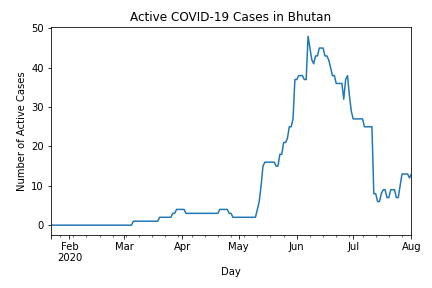 Active COVID-19 Cases in Bhutan
50
40
30
20
10
0
Number of Active Cases
Feb Mar Apr May Jun Jul Aug
2020
Day